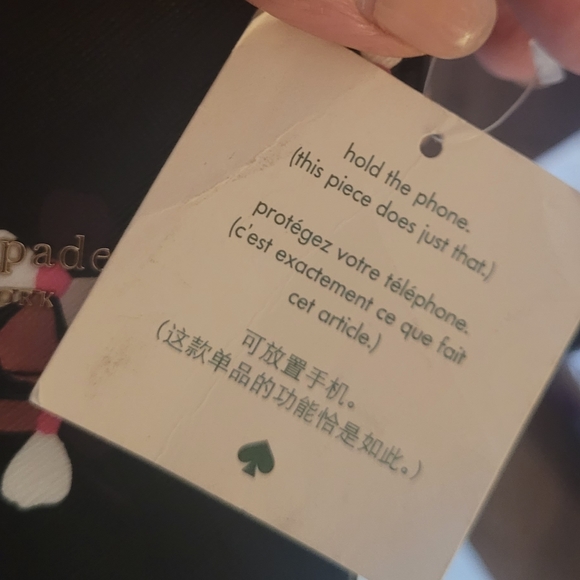 hold the phone.
(this piece does just that.)
protégez votre téléphone.
(c'est exactement ce que fait
cet article.)
可放置手机。
(这款单品的功能恰是如此。)
pade
ORK